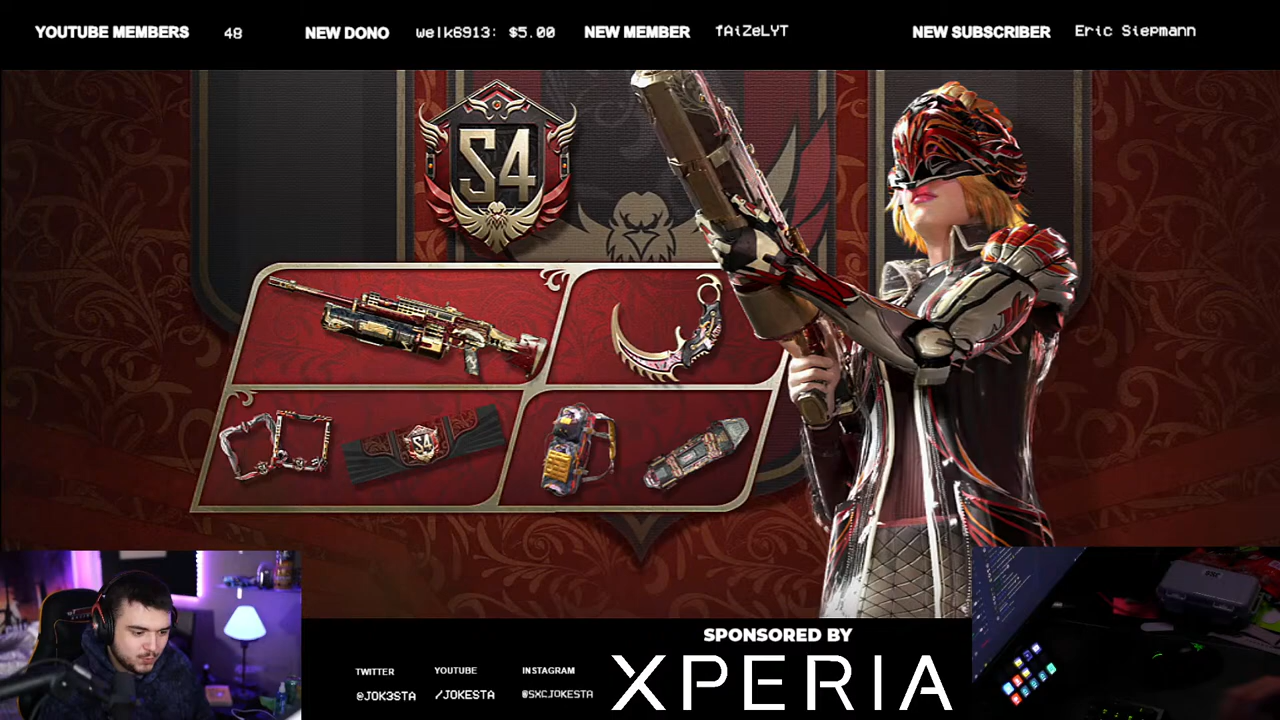 YOUTUBE MEMBERS 48 NEW DONO welk6913: $5.00 NEW MEMBER fAiZeLYT NEW SUBSCRIBER Eric Siepmann
S4
S4
SPONSORED BY
XPERIA
TWITTER YOUTUBE INSTAGRAM
@JOK3STA /JOKESTA @SXCJOKESTA